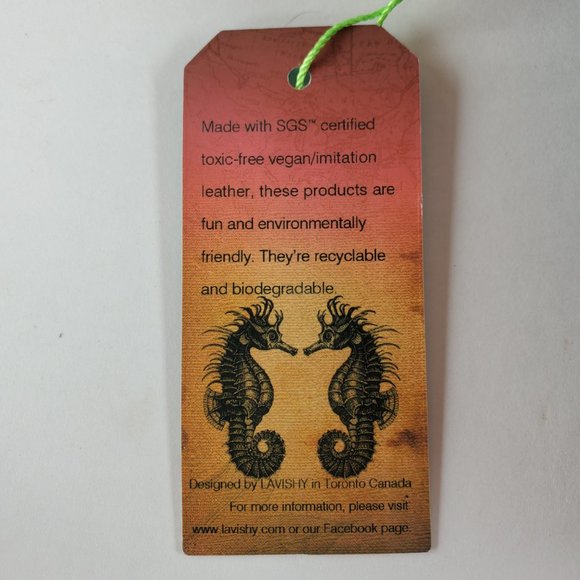 Made with SGS™ certified
toxic-free vegan/imitation
leather, these products are
fun and environmentally
friendly. They're recyclable
and biodegradable.
Designed by LAVISHY in Toronto Canada
For more information, please visit
www.lavishy.com or our Facebook page.